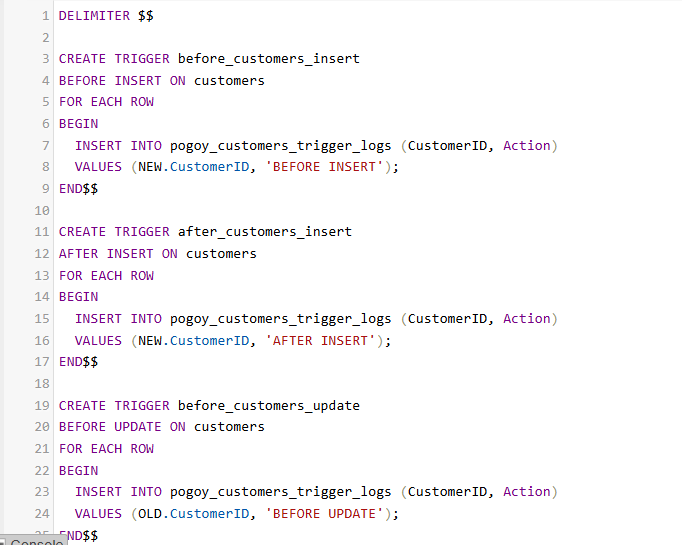 1 DELIMITER $$
2
3 CREATE TRIGGER before_customers_insert
4 BEFORE INSERT ON customers
5 FOR EACH ROW
6 BEGIN
7 INSERT INTO pogoy_customers_trigger_logs (CustomerID, Action)
8 VALUES (NEW.CustomerID, 'BEFORE INSERT');
9 END$$
10
11 CREATE TRIGGER after_customers_insert
12 AFTER INSERT ON customers
13 FOR EACH ROW
14 BEGIN
15 INSERT INTO pogoy_customers_trigger_logs (CustomerID, Action)
16 VALUES (NEW.CustomerID, 'AFTER INSERT');
17 END$$
18
19 CREATE TRIGGER before_customers_update
20 BEFORE UPDATE ON customers
21 FOR EACH ROW
22 BEGIN
23 INSERT INTO pogoy_customers_trigger_logs (CustomerID, Action)
24 VALUES (OLD.CustomerID, 'BEFORE UPDATE');
25 END$$
Console